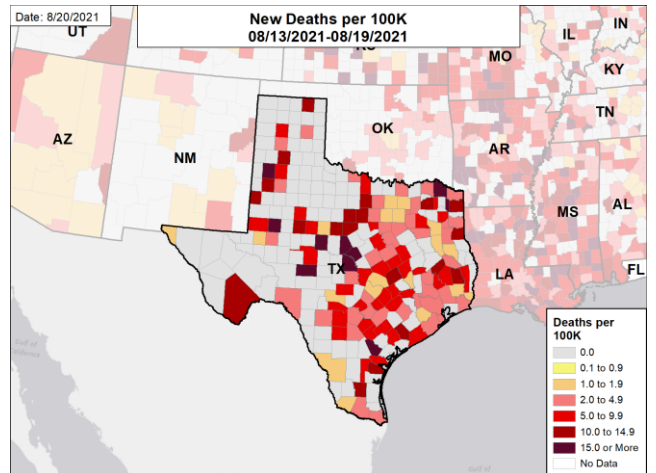 Date: 8/20/2021
New Deaths per 100K
08/13/2021-08/19/2021
UT
MO
IL
IN
KY
AZ
NM
OK
AR
TN
MS
AL
TX
LA
FL
Gulf of
Deaths per
100K
0.0
0.1 to 0.9
1.0 to 1.9
2.0 to 4.9
5.0 to 9.9
10.0 to 14.9
15.0 or More
No Data